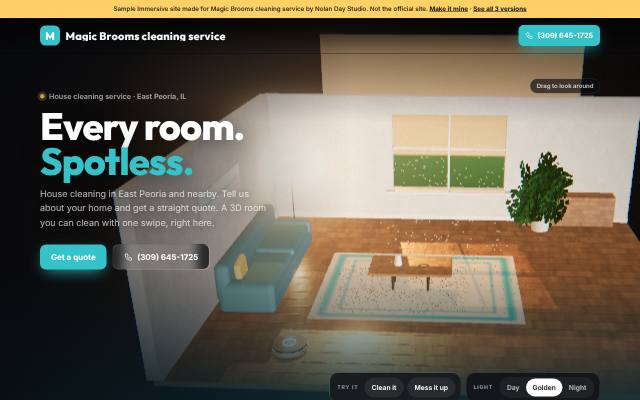 Sample Immersive site made for Magic Brooms cleaning service by Nolan Day Studio. Not the official site. Make it mine · See all 3 versions
M Magic Brooms cleaning service
(309) 645-1725
Drag to look around
House cleaning service · East Peoria, IL
Every room.
Spotless.
House cleaning in East Peoria and nearby. Tell us
about your home and get a straight quote. A 3D room
you can clean with one swipe, right here.
Get a quote
(309) 645-1725
TRY IT Clean it Mess it up
LIGHT Day Golden Night